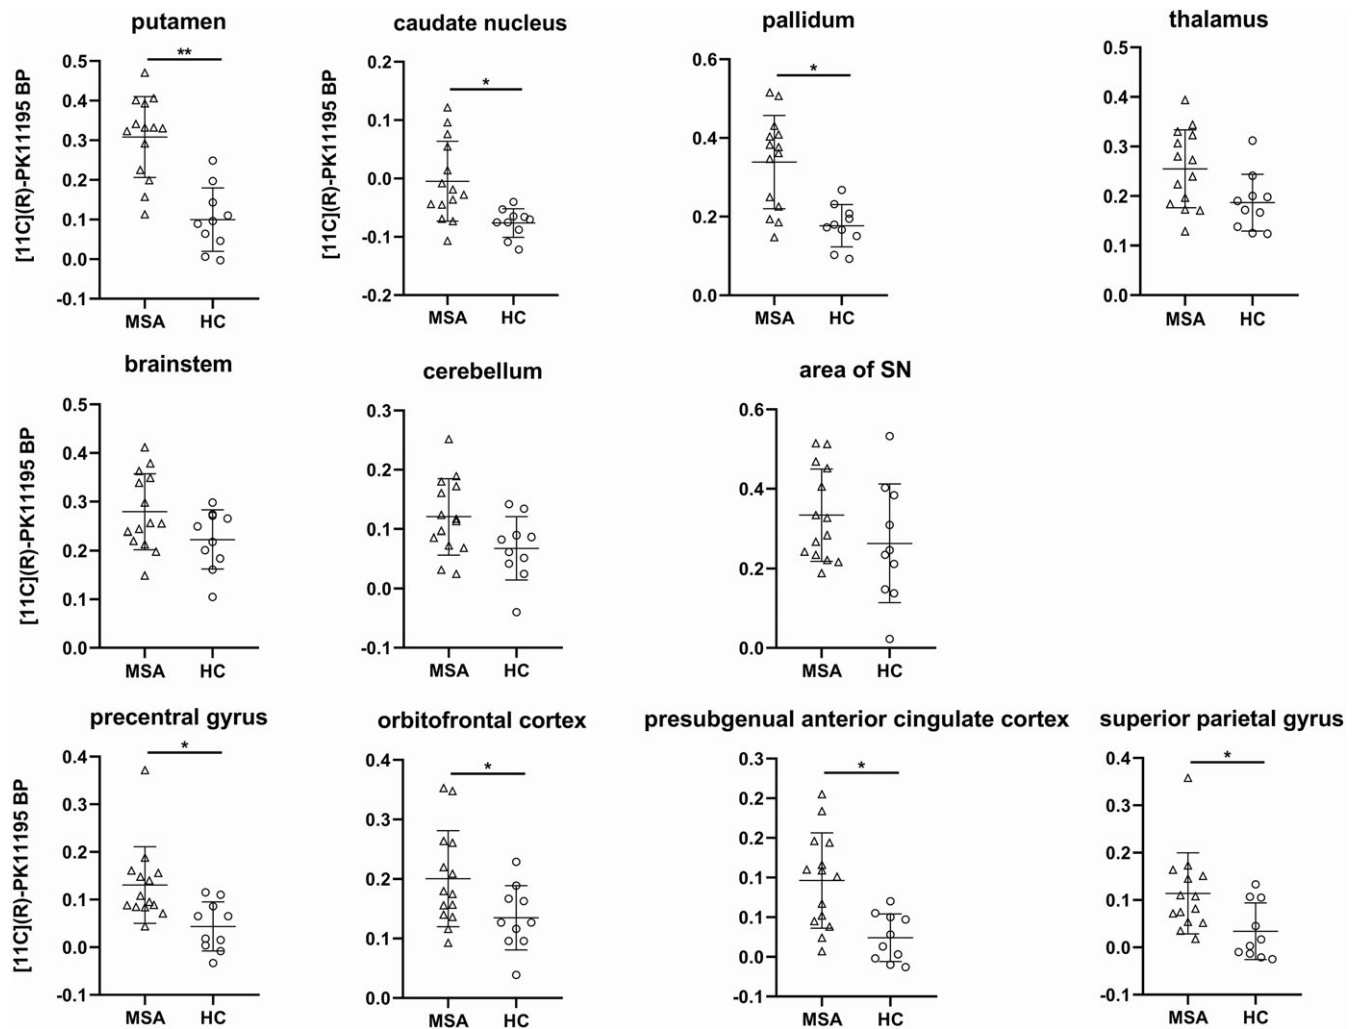 putamen
caudate nucleus
pallidum
thalamus
[11C](R)-PK11195 BP
0.5
0.4
0.3
0.2
0.1
0.0
-0.1
**
MSA
HC
[11C](R)-PK11195 BP
0.2
0.1
0.0
-0.1
-0.2
*
MSA
HC
0.6
0.4
0.2
0.0
*
MSA
HC
0.5
0.4
0.3
0.2
0.1
0.0
MSA
HC
brainstem
cerebellum
area of SN
[11C](R)-PK11195 BP
0.5
0.4
0.3
0.2
0.1
0.0
MSA
HC
0.3
0.2
0.1
0.0
-0.1
MSA
HC
0.6
0.4
0.2
0.0
MSA
HC
precentral gyrus
orbitofrontal cortex
presubgenual anterior cingulate cortex
superior parietal gyrus
[11C](R)-PK11195 BP
0.4
0.3
0.2
0.1
0.0
-0.1
*
MSA
HC
0.4
0.3
0.2
0.1
0.0
*
MSA
HC
0.3
0.2
0.2
0.1
0.1
0.0
-0.1
*
MSA
HC
0.4
0.3
0.2
0.1
0.0
-0.1
*
MSA
HC